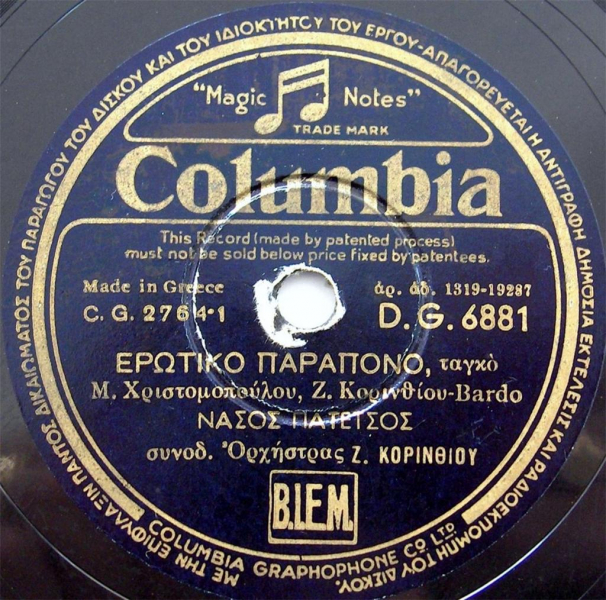 ΜΕ ΤΗΝ ΕΠΙΦΥΛΑΞΙΝ ΠΑΝΤΟΣ ΔΙΚΑΙΩΜΑΤΟΣ ΤΟΥ ΠΑΡΑΓΩΓΟΥ ΤΟΥ ΔΙΣΚΟΥ ΚΑΙ ΤΟΥ ΙΔΙΟΚΤΗΤΟΥ ΤΟΥ ΕΡΓΟΥ-ΑΠΑΓΟΡΕΥΕΤΑΙ Η ΑΝΤΙΓΡΑΦΗ ΔΗΜΟΣΙΑ ΕΚΤΕΛΕΣΙΣ ΚΑΙ ΡΑΔΙΟΕΚΠΟΜΠΗ ΤΟΥ ΔΙΣΚΟΥ.
"Magic Notes"
TRADE MARK
Columbia
This Record (made by patented process)
must not be sold below price fixed by patentees.
Made in Greece ἀρ. ἀδ. 1319-19287
C.G. 2764-1 D.G. 6881
ΕΡΩΤΙΚΟ ΠΑΡΑΠΟΝΟ, ταγκὸ
Μ. Χριστομοπούλου, Ζ. Κορινθίου-Bardo
ΝΑΣΟΣ ΠΑΤΕΤΣΟΣ
συνοδ. Ὀρχήστρας Ζ. ΚΟΡΙΝΘΙΟΥ
B.I.E.M.
COLUMBIA GRAPHOPHONE CO LTD